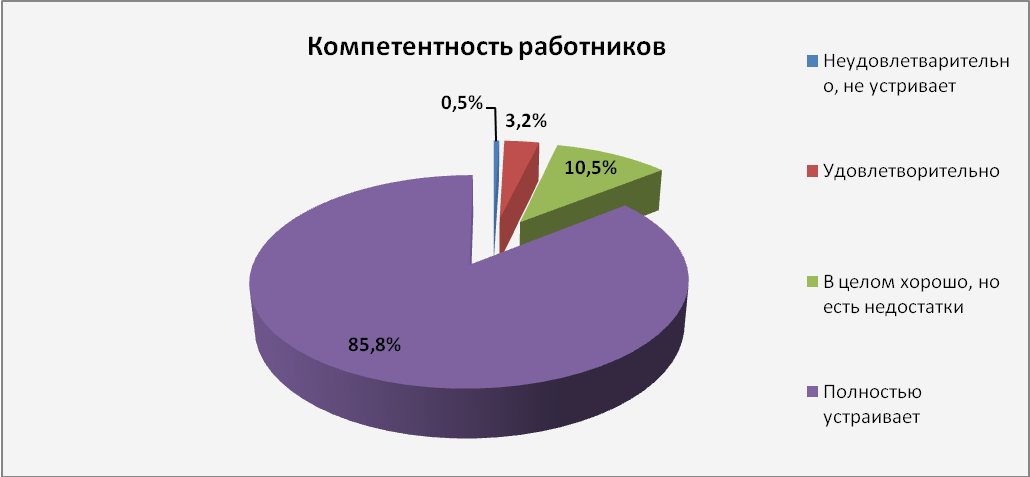 Компетентность работников
0,5%
3,2%
10,5%
85,8%
Неудовлетварительн
о, не устривает
Удовлетворительно
В целом хорошо, но
есть недостатки
Полностью
устраивает